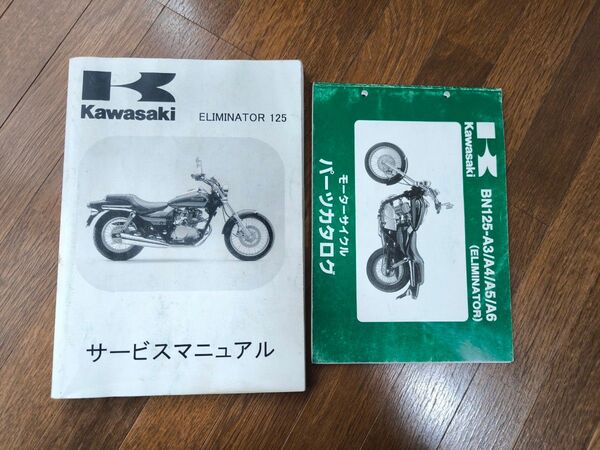 Kawasaki
ELIMINATOR 125
サービスマニュアル
Kawasaki
BN125-A3/A4/A5/A6
(ELIMINATOR)
モーターサイクル
パーツカタログ